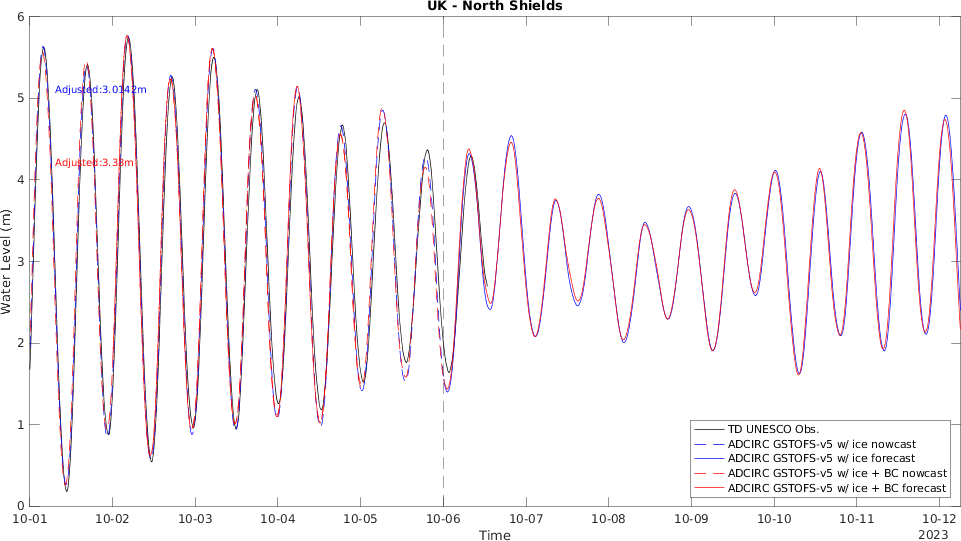 UK - North Shields
6
5
4
3
2
1
0
Water Level (m)
Adjusted:3.0142m
Adjusted:3.33m
TD UNESCO Obs.
ADCIRC GSTOFS-v5 w/ ice nowcast
ADCIRC GSTOFS-v5 w/ ice forecast
ADCIRC GSTOFS-v5 w/ ice + BC nowcast
ADCIRC GSTOFS-v5 w/ ice + BC forecast
10-01 10-02 10-03 10-04 10-05 10-06 10-07 10-08 10-09 10-10 10-11 10-12
Time
2023